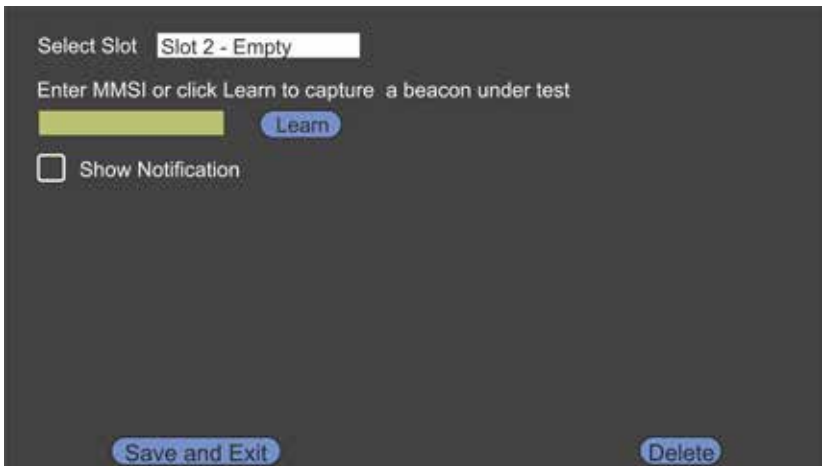 Select Slot Slot 2 - Empty
Enter MMSI or click Learn to capture a beacon under test
Learn
Show Notification
Save and Exit Delete